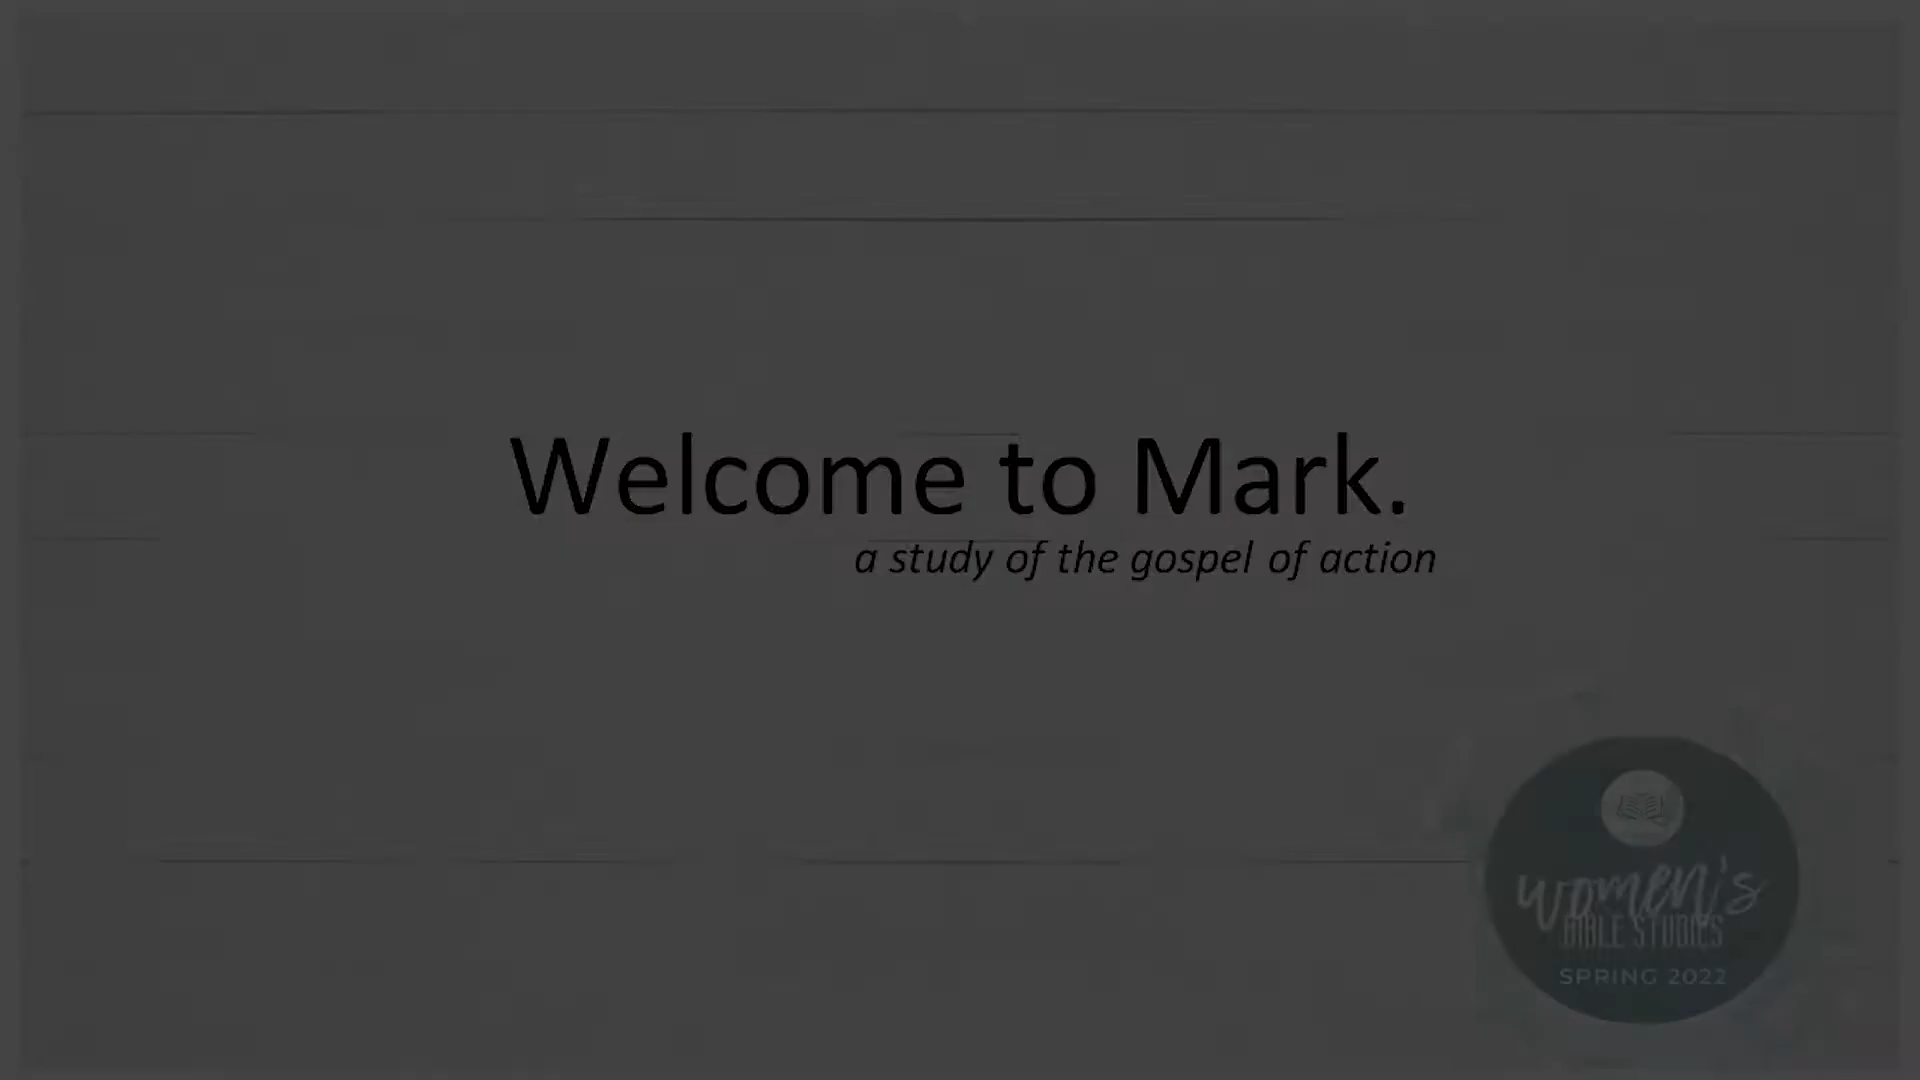 Welcome to Mark.
a study of the gospel of action
women's
BIBLE STUDIES
SPRING 2022